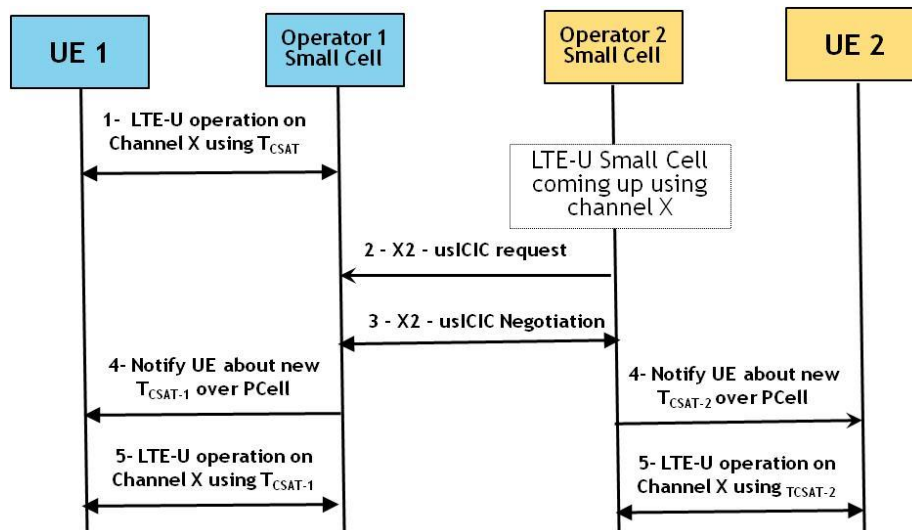 UE 1
Operator 1
Small Cell
Operator 2
Small Cell
UE 2
1- LTE-U operation on
Channel X using TCSAT
LTE-U Small Cell
coming up using
channel X
2 - X2 - usICIC request
3 - X2 - usICIC Negotiation
4- Notify UE about new
TCSAT-1 over PCell
4- Notify UE about new
TCSAT-2 over PCell
5- LTE-U operation on
Channel X using TCSAT-1
5- LTE-U operation on
Channel X using TCSAT-2